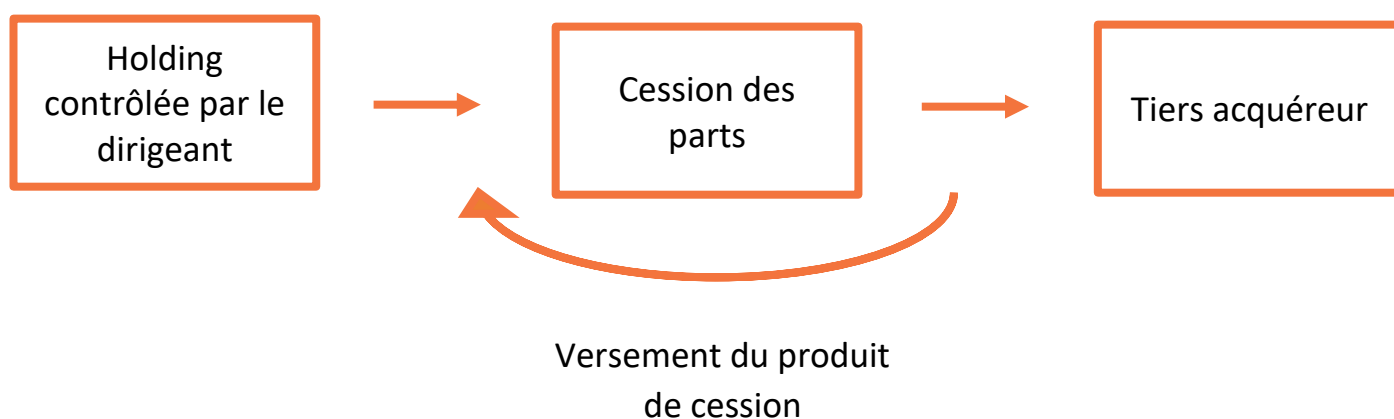 Holding
contrôlée par le
dirigeant
Cession des
parts
Tiers acquéreur
Versement du produit
de cession